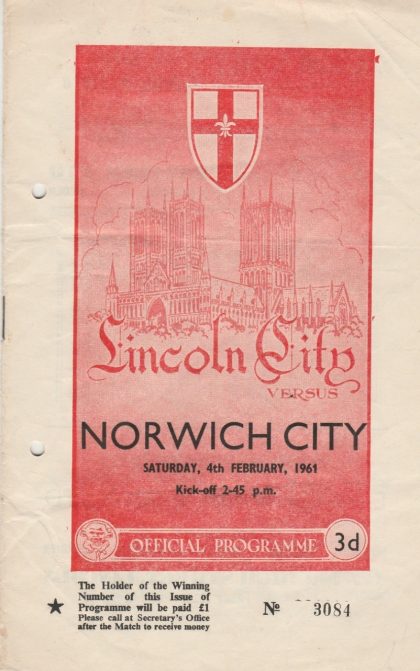 Lincoln City
VERSUS
NORWICH CITY
SATURDAY, 4th FEBRUARY, 1961
Kick-off 2-45 p.m.
OFFICIAL PROGRAMME 3d
The Holder of the Winning
Number of this Issue of
Programme will be paid £1
Please call at Secretary's Office
after the Match to receive money
★ Nº 3084